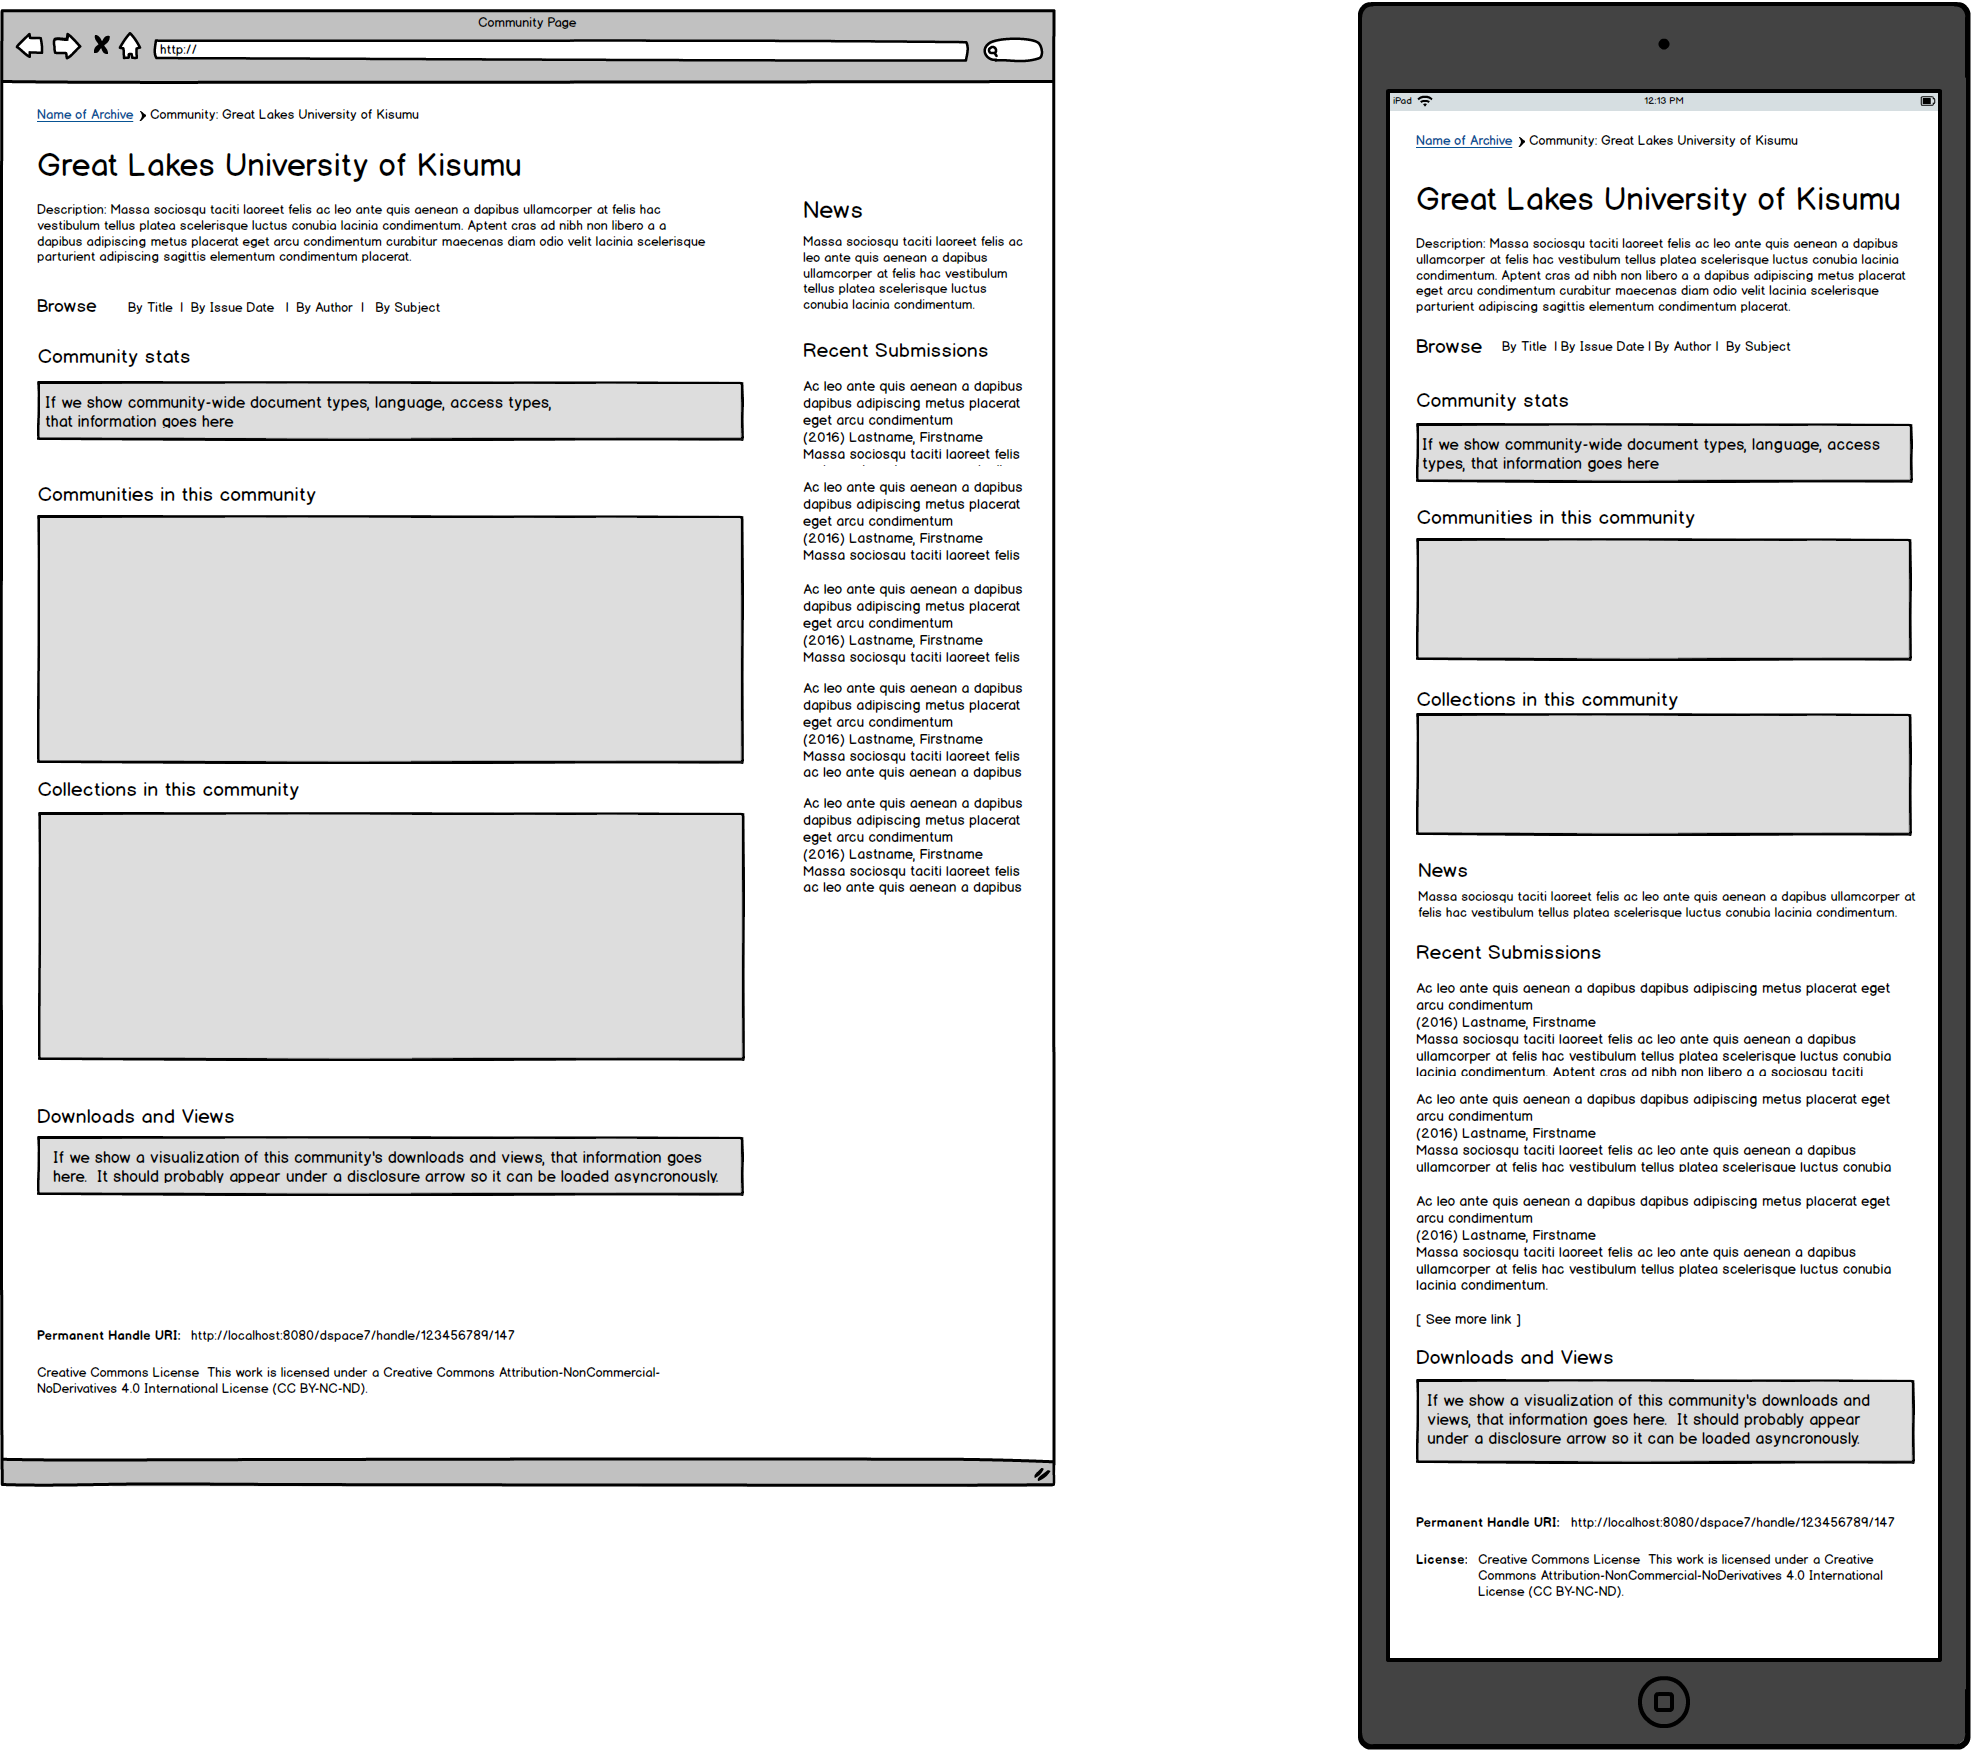 Community Page
http://
Name of Archive
Community: Great Lakes University of Kisumu
Great Lakes University of Kisumu
Description: Massa sociosqu taciti laoreet felis ac leo ante quis aenean a dapibus ullamcorper at felis hac
vestibulum tellus platea scelerisque luctus conubia lacinia condimentum. Aptent cras ad nibh non libero a a
dapibus adipiscing metus placerat eget arcu condimentum curabitur maecenas diam odio velit lacinia scelerisque
parturient adipiscing sagittis elementum condimentum placerat.
Browse By Title | By Issue Date | By Author | By Subject
Community stats
If we show community-wide document types, language, access types,
that information goes here
Communities in this community
Collections in this community
Downloads and Views
If we show a visualization of this community's downloads and views, that information goes
here. It should probably appear under a disclosure arrow so it can be loaded asyncronously.
Permanent Handle URI: http://localhost:8080/dspace7/handle/123456789/147
Creative Commons License This work is licensed under a Creative Commons Attribution-NonCommercial-
NoDerivatives 4.0 International License (CC BY-NC-ND).
News
Massa sociosqu taciti laoreet felis ac
leo ante quis aenean a dapibus
ullamcorper at felis hac vestibulum
tellus platea scelerisque luctus
conubia lacinia condimentum.
Recent Submissions
Ac leo ante quis aenean a dapibus
dapibus adipiscing metus placerat
eget arcu condimentum
(2016) Lastname, Firstname
Massa sociosqu taciti laoreet felis
Ac leo ante quis aenean a dapibus
dapibus adipiscing metus placerat
eget arcu condimentum
(2016) Lastname, Firstname
Massa sociosqu taciti laoreet felis
Ac leo ante quis aenean a dapibus
dapibus adipiscing metus placerat
eget arcu condimentum
(2016) Lastname, Firstname
Massa sociosqu taciti laoreet felis
Ac leo ante quis aenean a dapibus
dapibus adipiscing metus placerat
eget arcu condimentum
(2016) Lastname, Firstname
Massa sociosqu taciti laoreet felis
ac leo ante quis aenean a dapibus
Ac leo ante quis aenean a dapibus
dapibus adipiscing metus placerat
eget arcu condimentum
(2016) Lastname, Firstname
Massa sociosqu taciti laoreet felis
ac leo ante quis aenean a dapibus
iPad
12:13 PM
Name of Archive
Community: Great Lakes University of Kisumu
Great Lakes University of Kisumu
Description: Massa sociosqu taciti laoreet felis ac leo ante quis aenean a dapibus
ullamcorper at felis hac vestibulum tellus platea scelerisque luctus conubia lacinia
condimentum. Aptent cras ad nibh non libero a a dapibus adipiscing metus placerat
eget arcu condimentum curabitur maecenas diam odio velit lacinia scelerisque
parturient adipiscing sagittis elementum condimentum placerat.
Browse By Title | By Issue Date | By Author | By Subject
Community stats
If we show community-wide document types, language, access
types, that information goes here
Communities in this community
Collections in this community
News
Massa sociosqu taciti laoreet felis ac leo ante quis aenean a dapibus ullamcorper at
felis hac vestibulum tellus platea scelerisque luctus conubia lacinia condimentum.
Recent Submissions
Ac leo ante quis aenean a dapibus dapibus adipiscing metus placerat eget
arcu condimentum
(2016) Lastname, Firstname
Massa sociosqu taciti laoreet felis ac leo ante quis aenean a dapibus
ullamcorper at felis hac vestibulum tellus platea scelerisque luctus conubia
lacinia condimentum. Aptent cras ad nibh non libero a a sociosqu taciti
Ac leo ante quis aenean a dapibus dapibus adipiscing metus placerat eget
arcu condimentum
(2016) Lastname, Firstname
Massa sociosqu taciti laoreet felis ac leo ante quis aenean a dapibus
ullamcorper at felis hac vestibulum tellus platea scelerisque luctus conubia
Ac leo ante quis aenean a dapibus dapibus adipiscing metus placerat eget
arcu condimentum
(2016) Lastname, Firstname
Massa sociosqu taciti laoreet felis ac leo ante quis aenean a dapibus
ullamcorper at felis hac vestibulum tellus platea scelerisque luctus conubia
lacinia condimentum.
[ See more link ]
Downloads and Views
If we show a visualization of this community's downloads and
views, that information goes here. It should probably appear
under a disclosure arrow so it can be loaded asyncronously.
Permanent Handle URI: http://localhost:8080/dspace7/handle/123456789/147
License: Creative Commons License This work is licensed under a Creative
Commons Attribution-NonCommercial-NoDerivatives 4.0 International
License (CC BY-NC-ND).